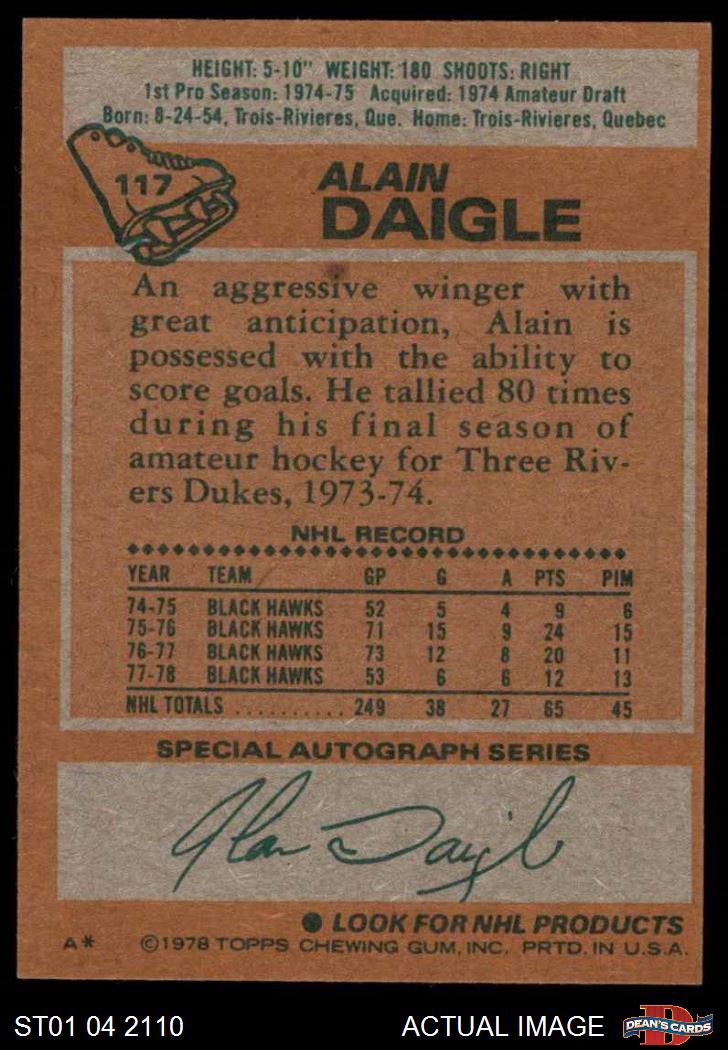 HEIGHT: 5-10" WEIGHT: 180 SHOOTS: RIGHT
1st Pro Season: 1974-75 Acquired: 1974 Amateur Draft
Born: 8-24-54, Trois-Rivieres, Que. Home: Trois-Rivieres, Quebec
117
ALAIN
DAIGLE
An aggressive winger with
great anticipation, Alain is
possessed with the ability to
score goals. He tallied 80 times
during his final season of
amateur hockey for Three Riv-
ers Dukes, 1973-74.
NHL RECORD
YEAR TEAM GP G A PTS PIM
74-75 BLACK HAWKS 52 5 4 9 6
75-76 BLACK HAWKS 71 15 9 24 15
76-77 BLACK HAWKS 73 12 8 20 11
77-78 BLACK HAWKS 53 6 6 12 13
NHL TOTALS .......... 249 38 27 65 45
SPECIAL AUTOGRAPH SERIES
Alain Daigle
● LOOK FOR NHL PRODUCTS
A* ©1978 TOPPS CHEWING GUM, INC. PRTD. IN U.S.A.
ST01 04 2110 ACTUAL IMAGE D DEAN'S CARDS